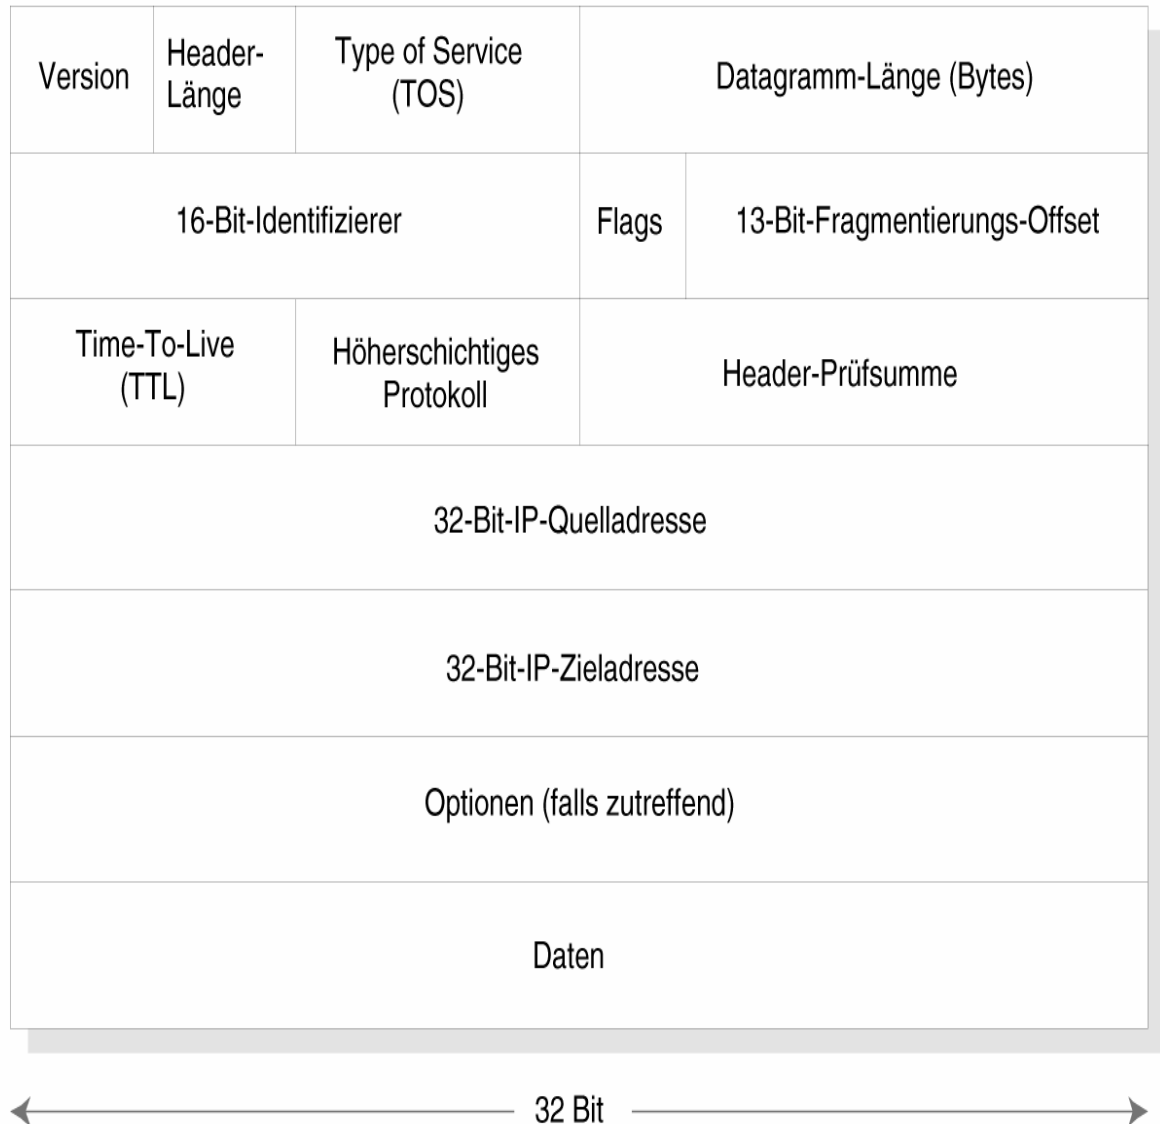 Version
Header-
Länge
Type of Service
(TOS)
Datagramm-Länge (Bytes)
16-Bit-Identifizierer
Flags
13-Bit-Fragmentierungs-Offset
Time-To-Live
(TTL)
Höherschichtiges
Protokoll
Header-Prüfsumme
32-Bit-IP-Quelladresse
32-Bit-IP-Zieladresse
Optionen (falls zutreffend)
Daten
32 Bit